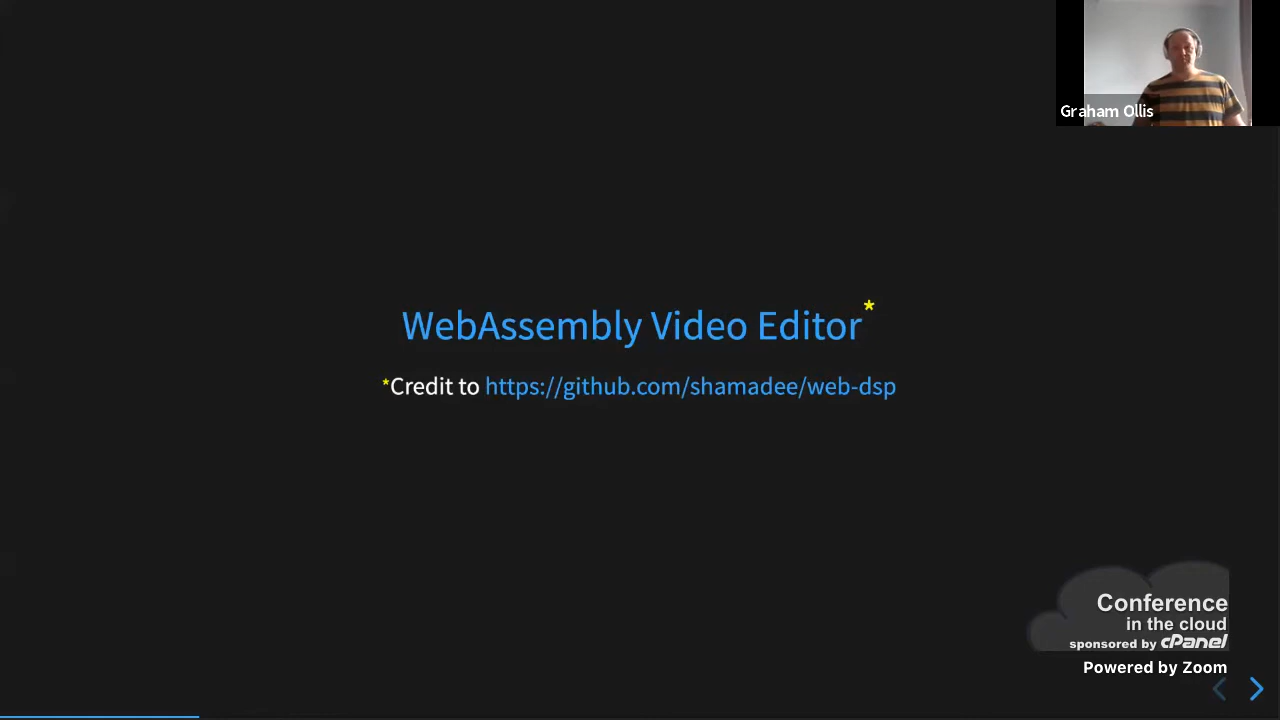 Graham Ollis
WebAssembly Video Editor*
*Credit to https://github.com/shamadee/web-dsp
Conference
in the cloud
sponsored by cPanel
Powered by Zoom